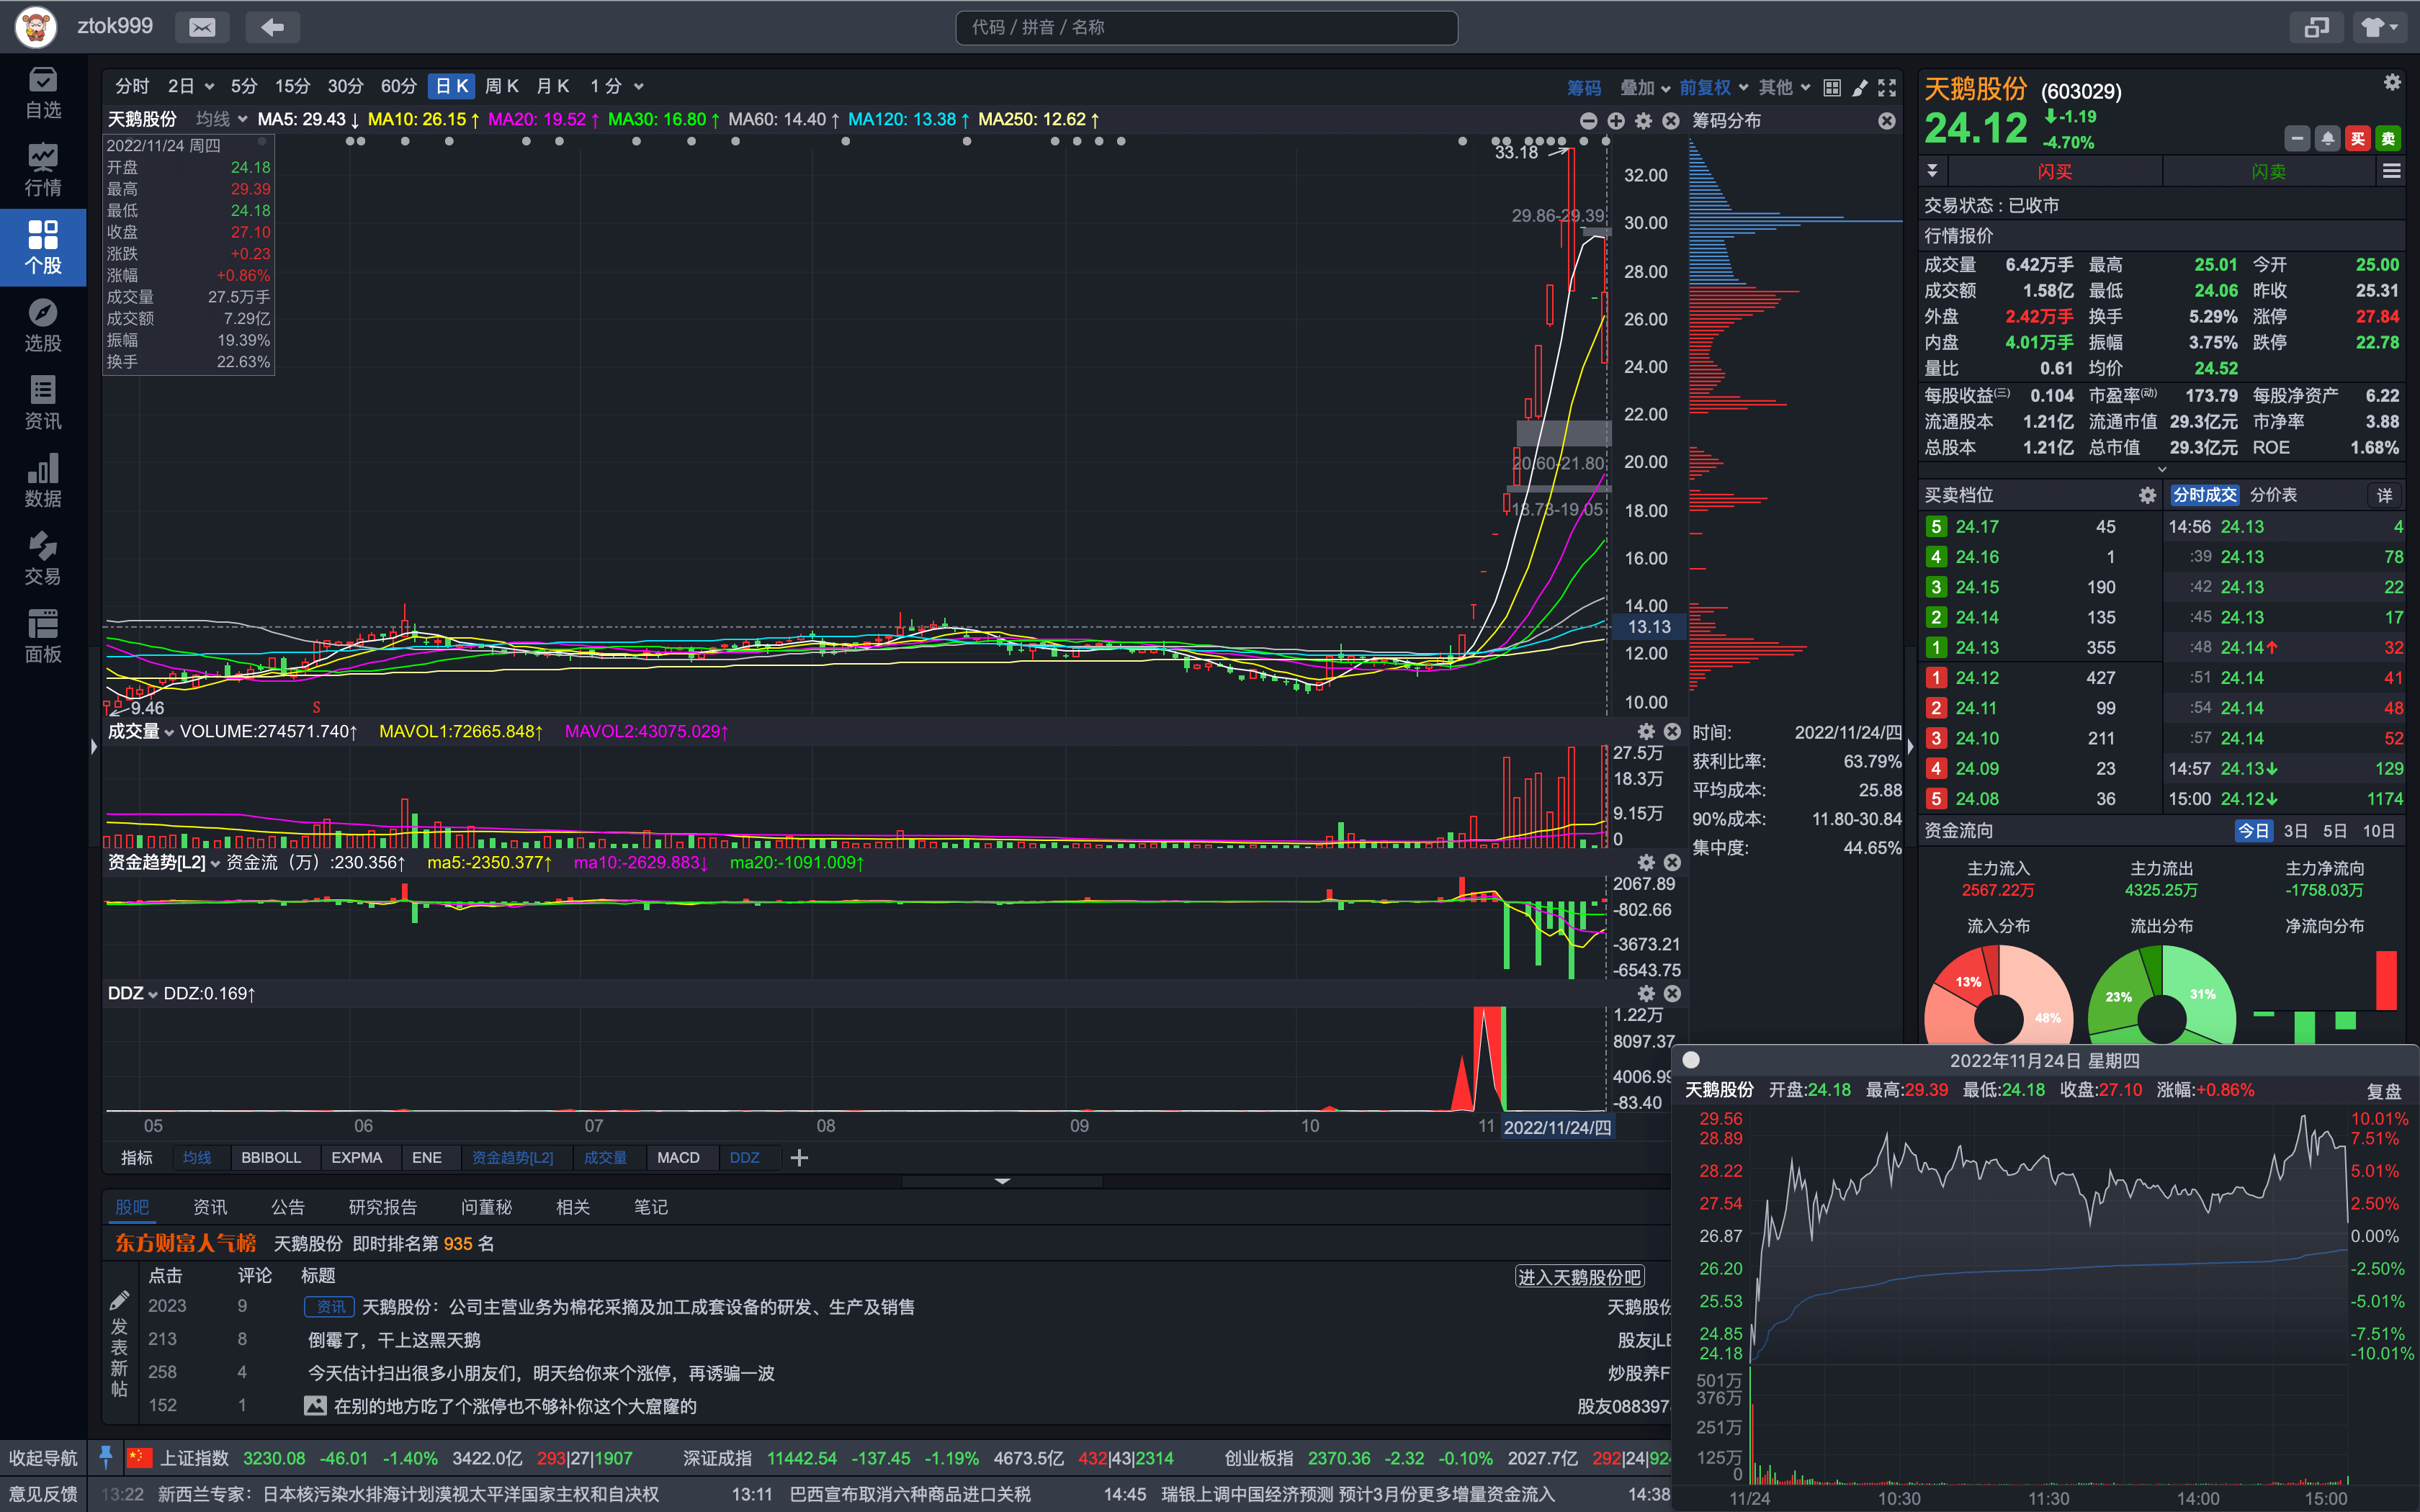 ztok999
代码 / 拼音 / 名称
自选
行情
个股
选股
资讯
数据
交易
面板
收起导航
意见反馈
分时 2日 5分 15分 30分 60分 日K 周K 月K 1分
筹码 叠加 前复权 其他
天鹅股份 均线 MA5: 29.43↓ MA10: 26.15↑ MA20: 19.52↑ MA30: 16.80↑ MA60: 14.40↑ MA120: 13.38↑ MA250: 12.62↑
筹码分布
2022/11/24 周四
开盘 24.18
最高 29.39
最低 24.18
收盘 27.10
涨跌 +0.23
涨幅 +0.86%
成交量 27.5万手
成交额 7.29亿
振幅 19.39%
换手 22.63%
33.18
29.86-29.39
20.60-21.80
18.73-19.05
9.46
S
32.00
30.00
28.00
26.00
24.00
22.00
20.00
18.00
16.00
14.00
13.13
12.00
10.00
成交量 VOLUME:274571.740↑ MAVOL1:72665.848↑ MAVOL2:43075.029↑
27.5万
18.3万
9.15万
0
资金趋势[L2] 资金流（万）:230.356↑ ma5:-2350.377↑ ma10:-2629.883↓ ma20:-1091.009↑
2067.89
-802.66
-3673.21
-6543.75
DDZ DDZ:0.169↑
1.22万
8097.37
4006.99
-83.40
05 06 07 08 09 10 11 2022/11/24/四
时间: 2022/11/24/四
获利比率: 63.79%
平均成本: 25.88
90%成本: 11.80-30.84
集中度: 44.65%
指标 均线 BBIBOLL EXPMA ENE 资金趋势[L2] 成交量 MACD DDZ
股吧 资讯 公告 研究报告 问董秘 相关 笔记
东方财富人气榜 天鹅股份 即时排名第 935 名
点击 评论 标题
进入天鹅股份吧
发表新帖
2023 9 资讯 天鹅股份：公司主营业务为棉花采摘及加工成套设备的研发、生产及销售 天鹅股份
213 8 倒霉了，干上这黑天鹅 股友jLE
258 4 今天估计扫出很多小朋友们，明天给你来个涨停，再诱骗一波 炒股养F
152 1 在别的地方吃了个涨停也不够补你这个大窟窿的 股友088397
天鹅股份 (603029)
24.12 -1.19
-4.70%
买 卖
闪买 闪卖
交易状态 : 已收市
行情报价
成交量 6.42万手 最高 25.01 今开 25.00
成交额 1.58亿 最低 24.06 昨收 25.31
外盘 2.42万手 换手 5.29% 涨停 27.84
内盘 4.01万手 振幅 3.75% 跌停 22.78
量比 0.61 均价 24.52
每股收益(三) 0.104 市盈率(动) 173.79 每股净资产 6.22
流通股本 1.21亿 流通市值 29.3亿元 市净率 3.88
总股本 1.21亿 总市值 29.3亿元 ROE 1.68%
买卖档位 分时成交 分价表 详
5 24.17 45 14:56 24.13 4
4 24.16 1 :39 24.13 78
3 24.15 190 :42 24.13 22
2 24.14 135 :45 24.13 17
1 24.13 355 :48 24.14↑ 32
1 24.12 427 :51 24.14 41
2 24.11 99 :54 24.14 48
3 24.10 211 :57 24.14 52
4 24.09 23 14:57 24.13↓ 129
5 24.08 36 15:00 24.12↓ 1174
资金流向 今日 3日 5日 10日
主力流入 主力流出 主力净流向
2567.22万 4325.25万 -1758.03万
流入分布 流出分布 净流向分布
13% 48% 23% 31%
2022年11月24日 星期四
天鹅股份 开盘:24.18 最高:29.39 最低:24.18 收盘:27.10 涨幅:+0.86% 复盘
29.56 10.01%
28.89 7.51%
28.22 5.01%
27.54 2.50%
26.87 0.00%
26.20 -2.50%
25.53 -5.01%
24.85 -7.51%
24.18 -10.01%
501万
376万
251万
125万
0
11/24 10:30 11:30 14:00 15:00
上证指数 3230.08 -46.01 -1.40% 3422.0亿 293|27|1907 深证成指 11442.54 -137.45 -1.19% 4673.5亿 432|43|2314 创业板指 2370.36 -2.32 -0.10% 2027.7亿 292|24|924
13:22 新西兰专家：日本核污染水排海计划漠视太平洋国家主权和自决权 13:11 巴西宣布取消六种商品进口关税 14:45 瑞银上调中国经济预测 预计3月份更多增量资金流入 14:38